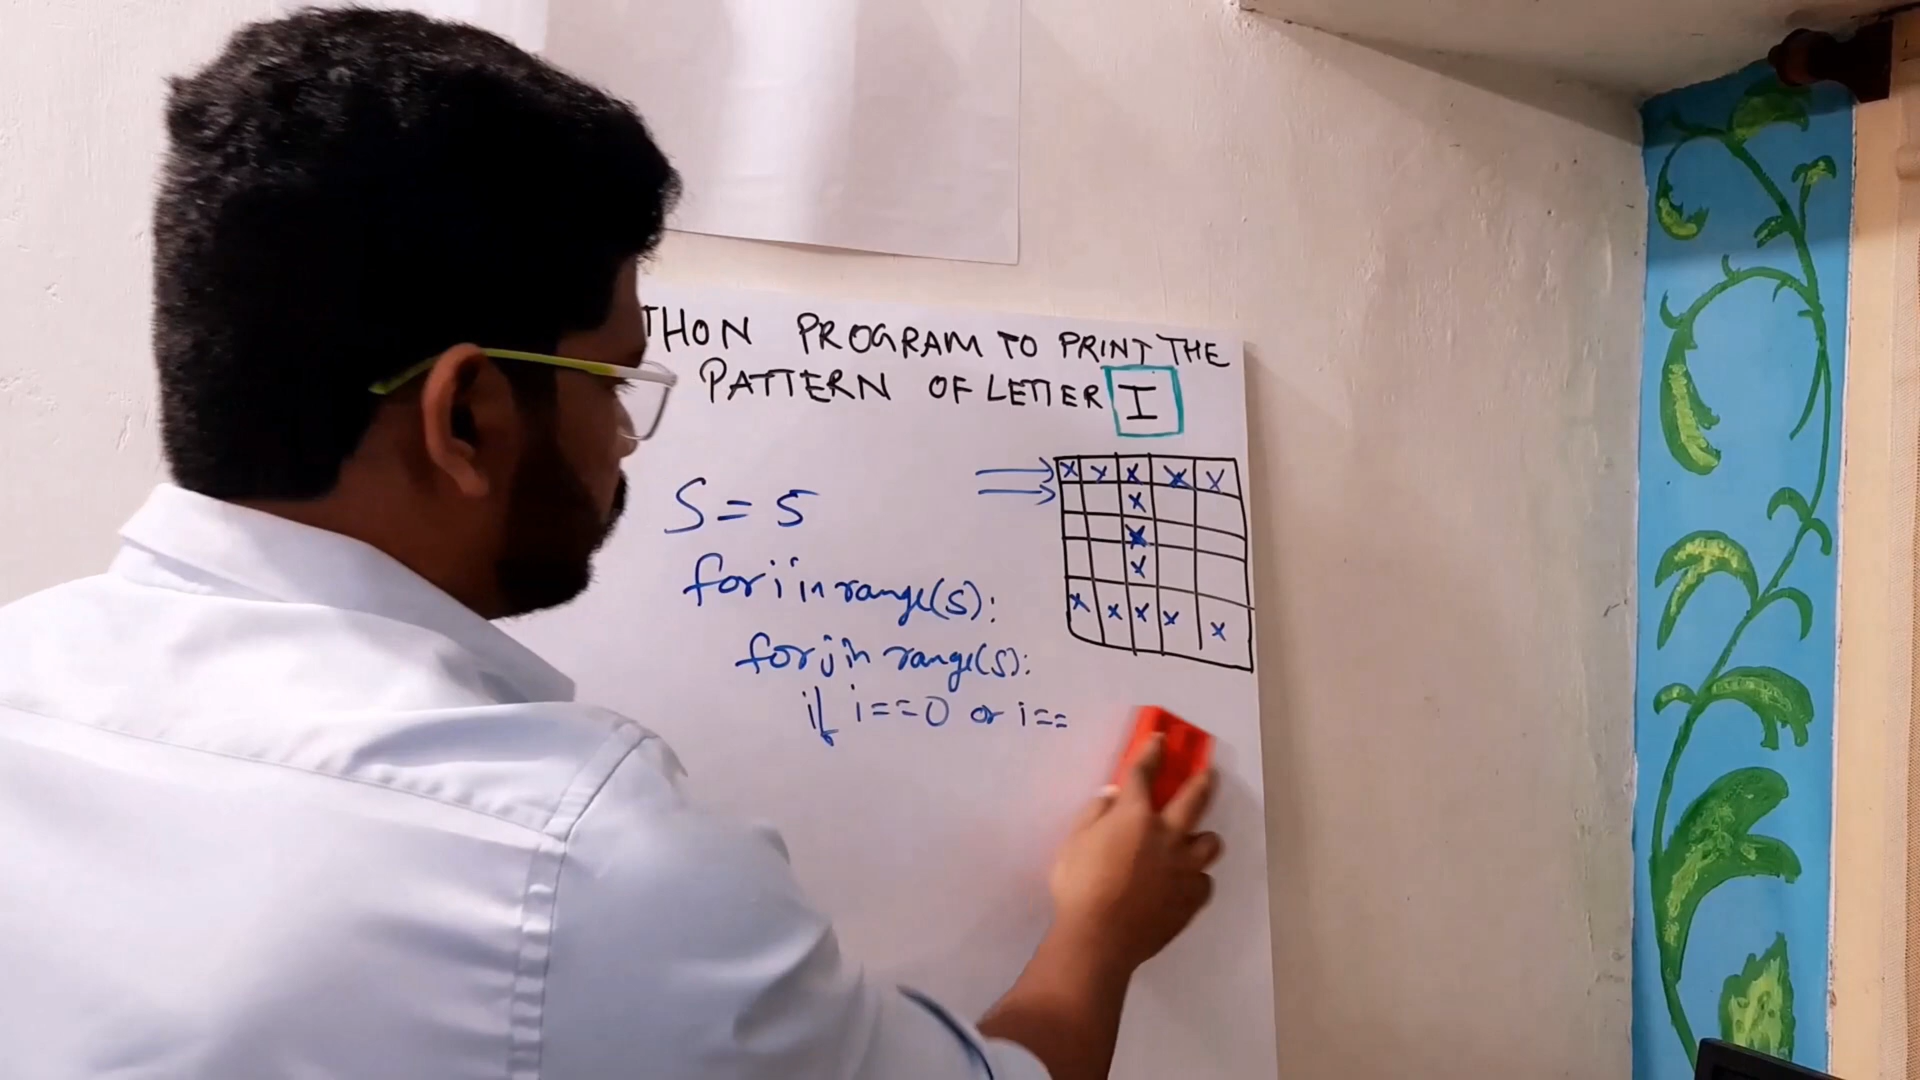 THON PROGRAM TO PRINT THE
PATTERN OF LETTER I
S = 5
for i in range(S):
for j in range(S):
if i==0 or i==
x x x x x
x
x
x
x x x x x